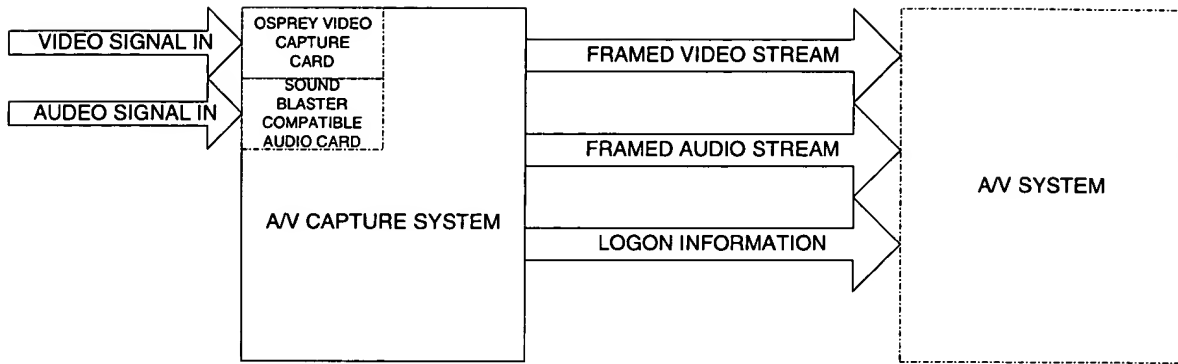 VIDEO SIGNAL IN
OSPREY VIDEO
CAPTURE
CARD
AUDEO SIGNAL IN
SOUND
BLASTER
COMPATIBLE
AUDIO CARD
A/V CAPTURE SYSTEM
FRAMED VIDEO STREAM
FRAMED AUDIO STREAM
LOGON INFORMATION
A/V SYSTEM